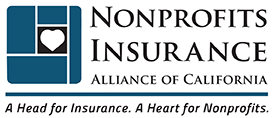 NONPROFITS
INSURANCE
ALLIANCE OF CALIFORNIA
A Head for Insurance. A Heart for Nonprofits.